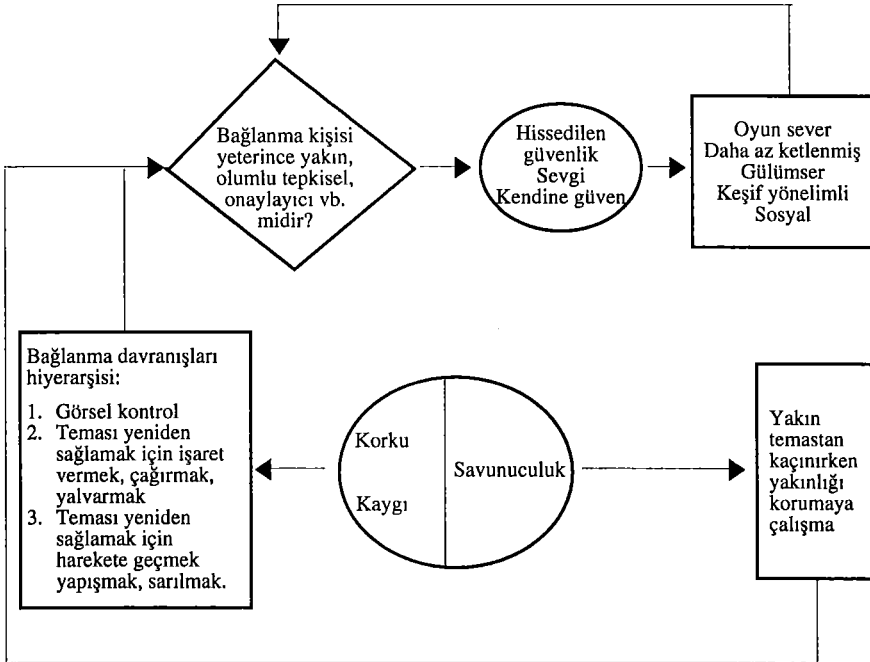 Bağlanma kişisi
yeterince yakın,
olumlu tepkisel,
onaylayıcı vb.
midir?
Hissedilen
güvenlik
Sevgi
Kendine güven
Oyun sever
Daha az ketlenmiş
Gülümser
Keşif yönelimli
Sosyal
Bağlanma davranışları
hiyerarşisi:
1. Görsel kontrol
2. Teması yeniden
sağlamak için işaret
vermek, çağırmak,
yalvarmak
3. Teması yeniden
sağlamak için
harekete geçmek
yapışmak, sarılmak.
Korku
Kaygı
Savunuculuk
Yakın
temastan
kaçınırken
yakınlığı
korumaya
çalışma